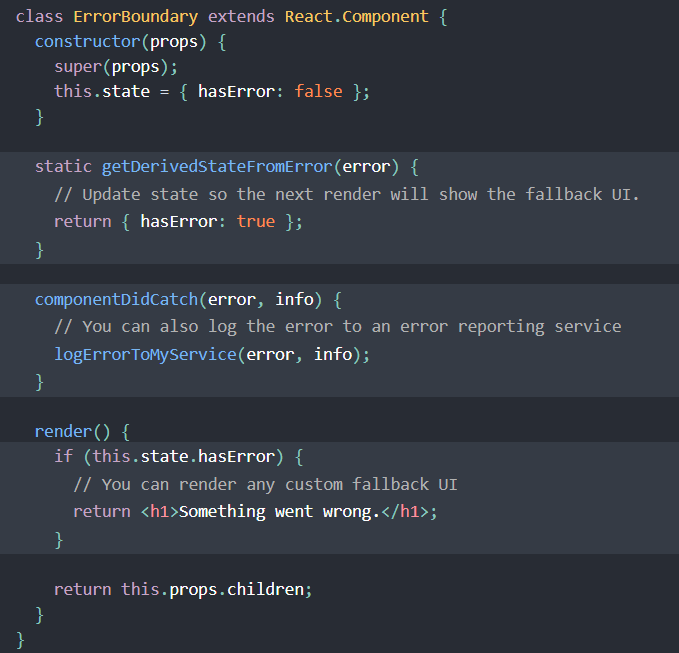 class ErrorBoundary extends React.Component {
  constructor(props) {
    super(props);
    this.state = { hasError: false };
  }

  static getDerivedStateFromError(error) {
    // Update state so the next render will show the fallback UI.
    return { hasError: true };
  }

  componentDidCatch(error, info) {
    // You can also log the error to an error reporting service
    logErrorToMyService(error, info);
  }

  render() {
    if (this.state.hasError) {
      // You can render any custom fallback UI
      return <h1>Something went wrong.</h1>;
    }

    return this.props.children;
  }
}